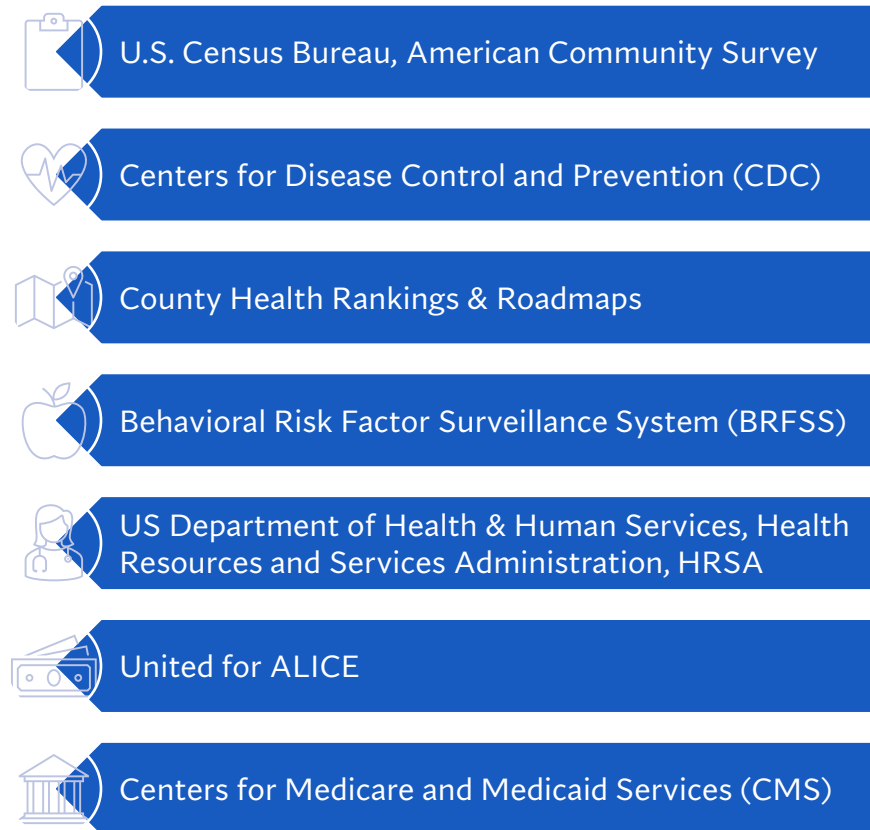 U.S. Census Bureau, American Community Survey
Centers for Disease Control and Prevention (CDC)
County Health Rankings & Roadmaps
Behavioral Risk Factor Surveillance System (BRFSS)
US Department of Health & Human Services, Health
Resources and Services Administration, HRSA
United for ALICE
Centers for Medicare and Medicaid Services (CMS)